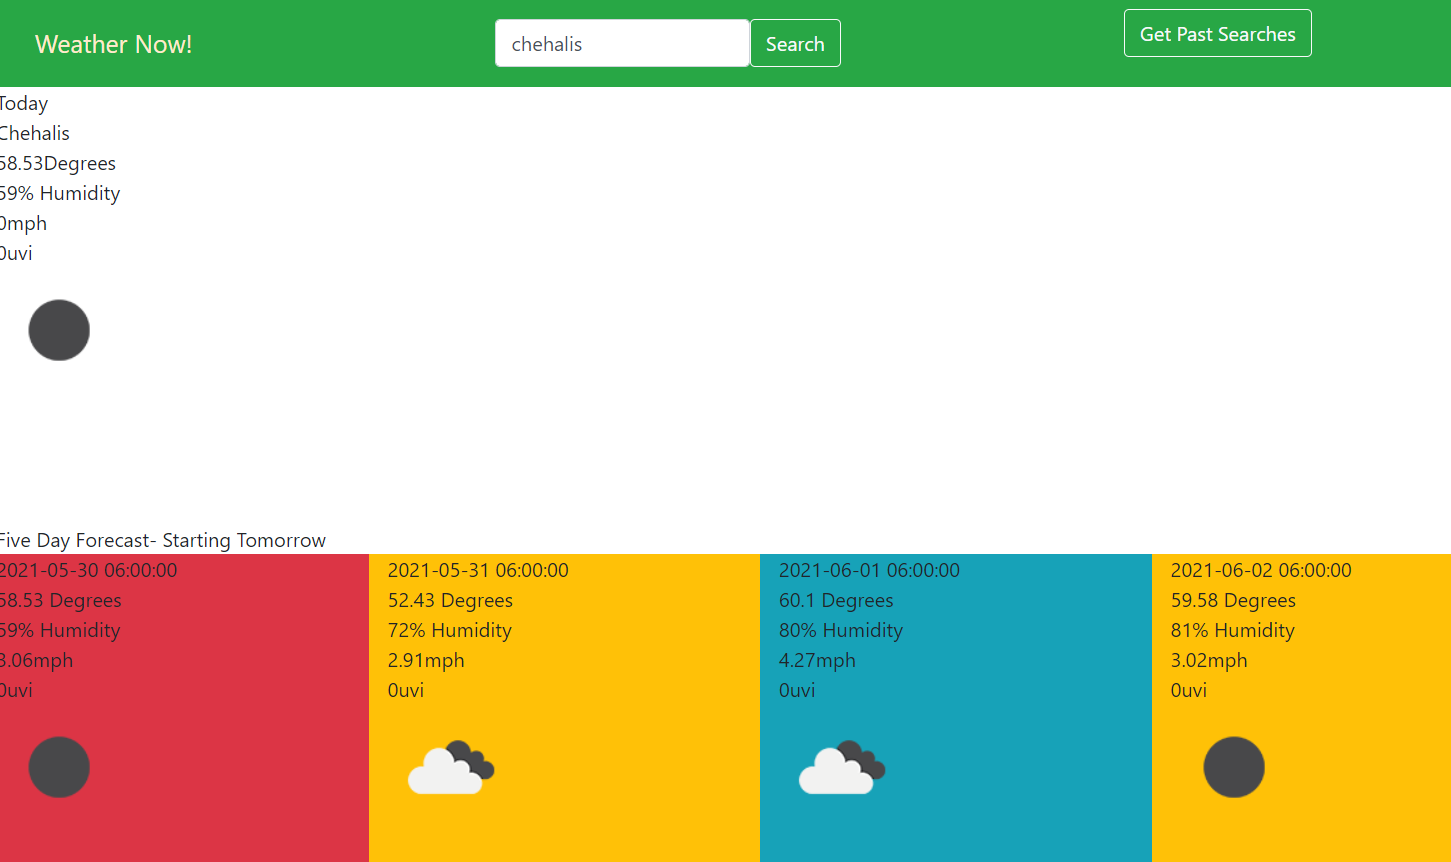 Weather Now!
chehalis
Search
Get Past Searches
Today
Chehalis
58.53Degrees
59% Humidity
0mph
0uvi
Five Day Forecast- Starting Tomorrow
2021-05-30 06:00:00
58.53 Degrees
59% Humidity
3.06mph
0uvi
2021-05-31 06:00:00
52.43 Degrees
72% Humidity
2.91mph
0uvi
2021-06-01 06:00:00
60.1 Degrees
80% Humidity
4.27mph
0uvi
2021-06-02 06:00:00
59.58 Degrees
81% Humidity
3.02mph
0uvi